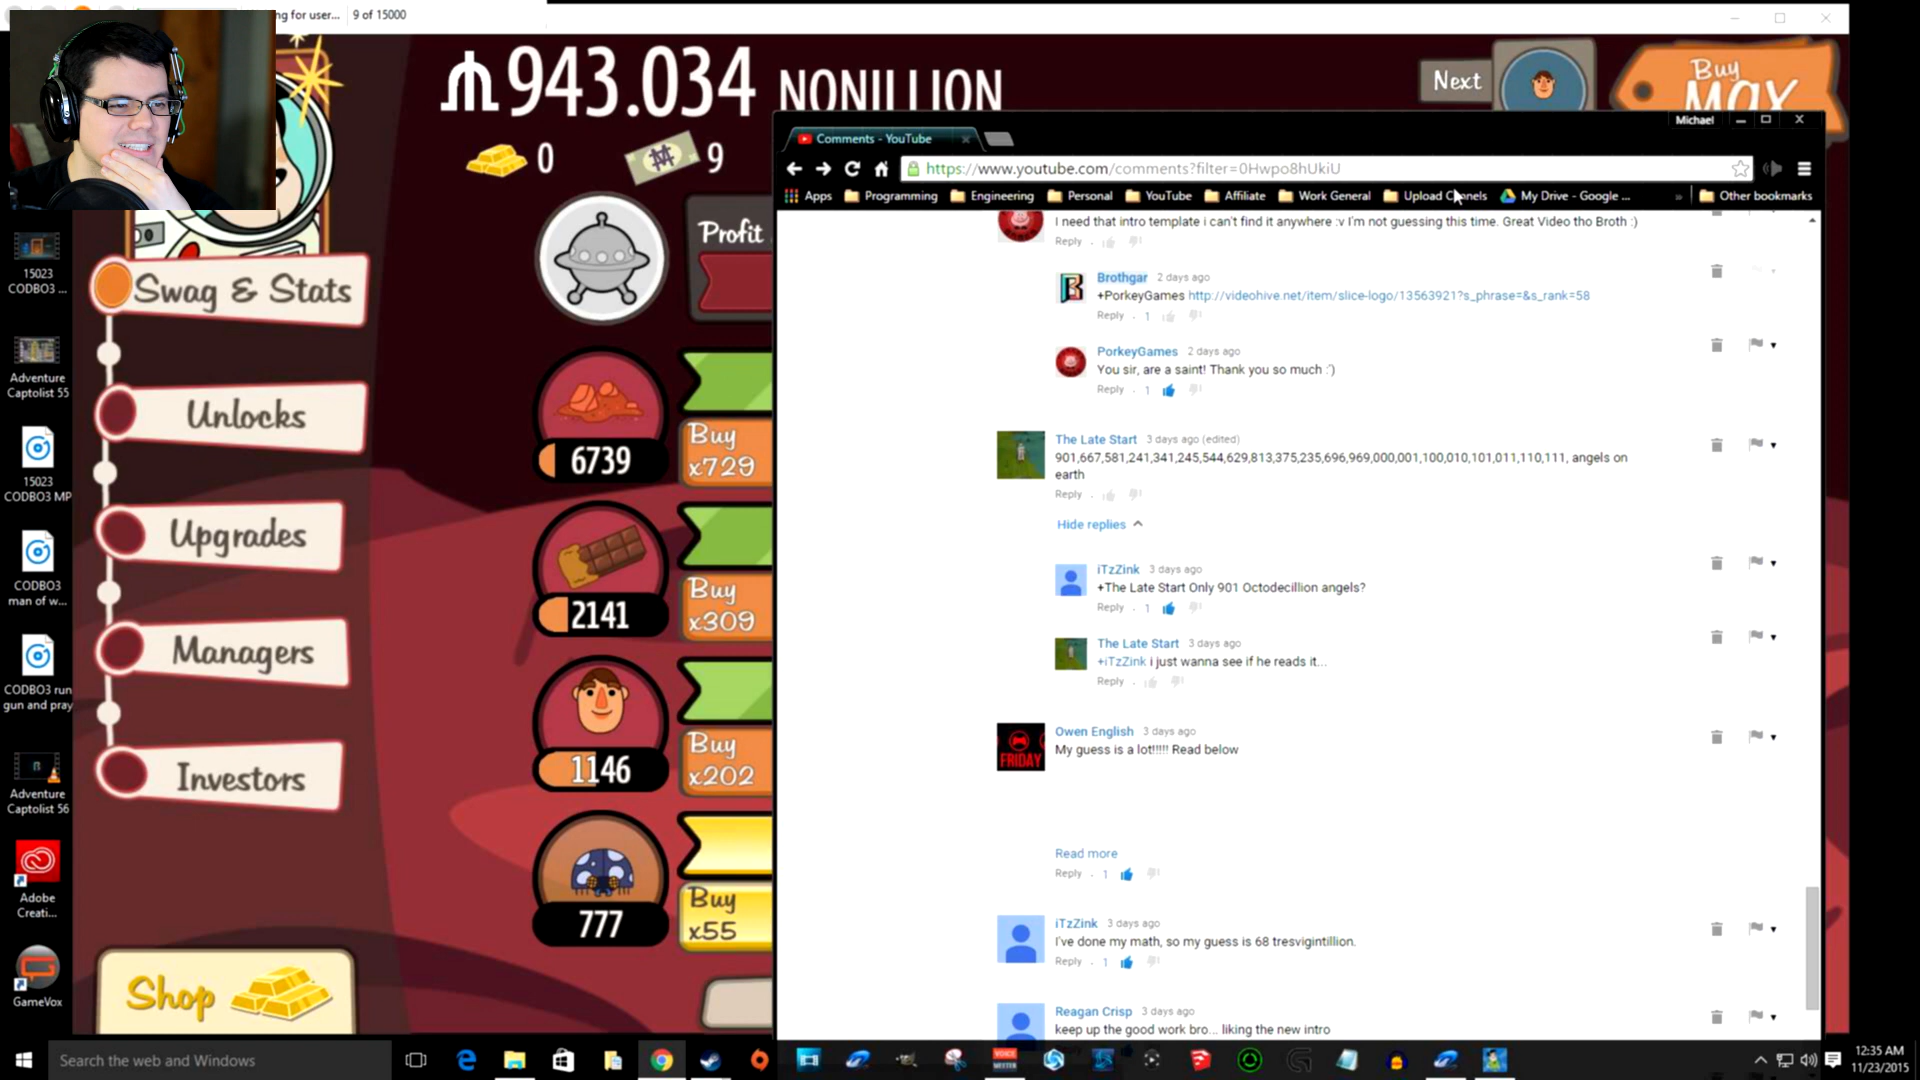 ng for user... 9 of 15000
943.034 NONILLION
0
9
Next
Buy
MAX
Swag & Stats
Unlocks
Upgrades
Managers
Investors
Shop
Profit
6739
Buy
x729
2141
Buy
x309
1146
Buy
x202
777
Buy
x55
15023
CODBO3 ...
Adventure
Captolist 55
15023
CODBO3 MP
CODBO3
man of w...
CODBO3 run
gun and pray
Adventure
Captolist 56
Adobe
Creati...
GameVox
Michael
Comments - YouTube
https://www.youtube.com/comments?filter=0Hwpo8hUkiU
Apps Programming Engineering Personal YouTube Affiliate Work General Upload Channels My Drive - Google ... » Other bookmarks
I need that intro template i can't find it anywhere :v I'm not guessing this time. Great Video tho Broth :)
Reply
Brothgar 2 days ago
+PorkeyGames http://videohive.net/item/slice-logo/13563921?s_phrase=&s_rank=58
Reply . 1
PorkeyGames 2 days ago
You sir, are a saint! Thank you so much :')
Reply . 1
The Late Start 3 days ago (edited)
901,667,581,241,341,245,544,629,813,375,235,696,969,000,001,100,010,101,011,110,111, angels on
earth
Reply .
Hide replies
iTzZink 3 days ago
+The Late Start Only 901 Octodecillion angels?
Reply . 1
The Late Start 3 days ago
+iTzZink i just wanna see if he reads it...
Reply .
Owen English 3 days ago
My guess is a lot!!!!! Read below
FRIDAY
Read more
Reply . 1
iTzZink 3 days ago
I've done my math, so my guess is 68 tresvigintillion.
Reply . 1
Reagan Crisp 3 days ago
keep up the good work bro... liking the new intro
Search the web and Windows
12:35 AM
11/23/2015